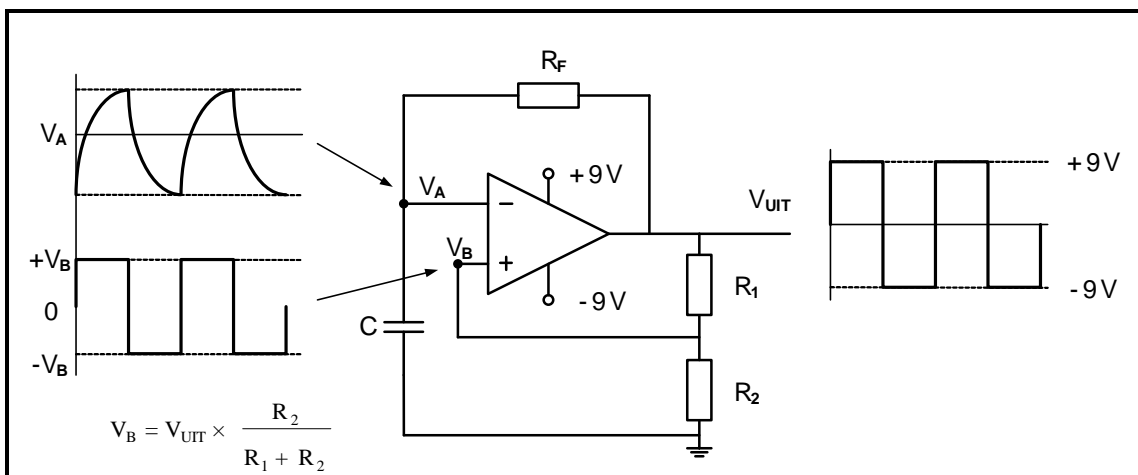 R_F
V_A
V_A
+9V
−
V_UIT
+9V
V_B
+
+V_B
0
-V_B
-9V
-9V
R_1
C
R_2
V_B = V_UIT × R_2 / (R_1 + R_2)